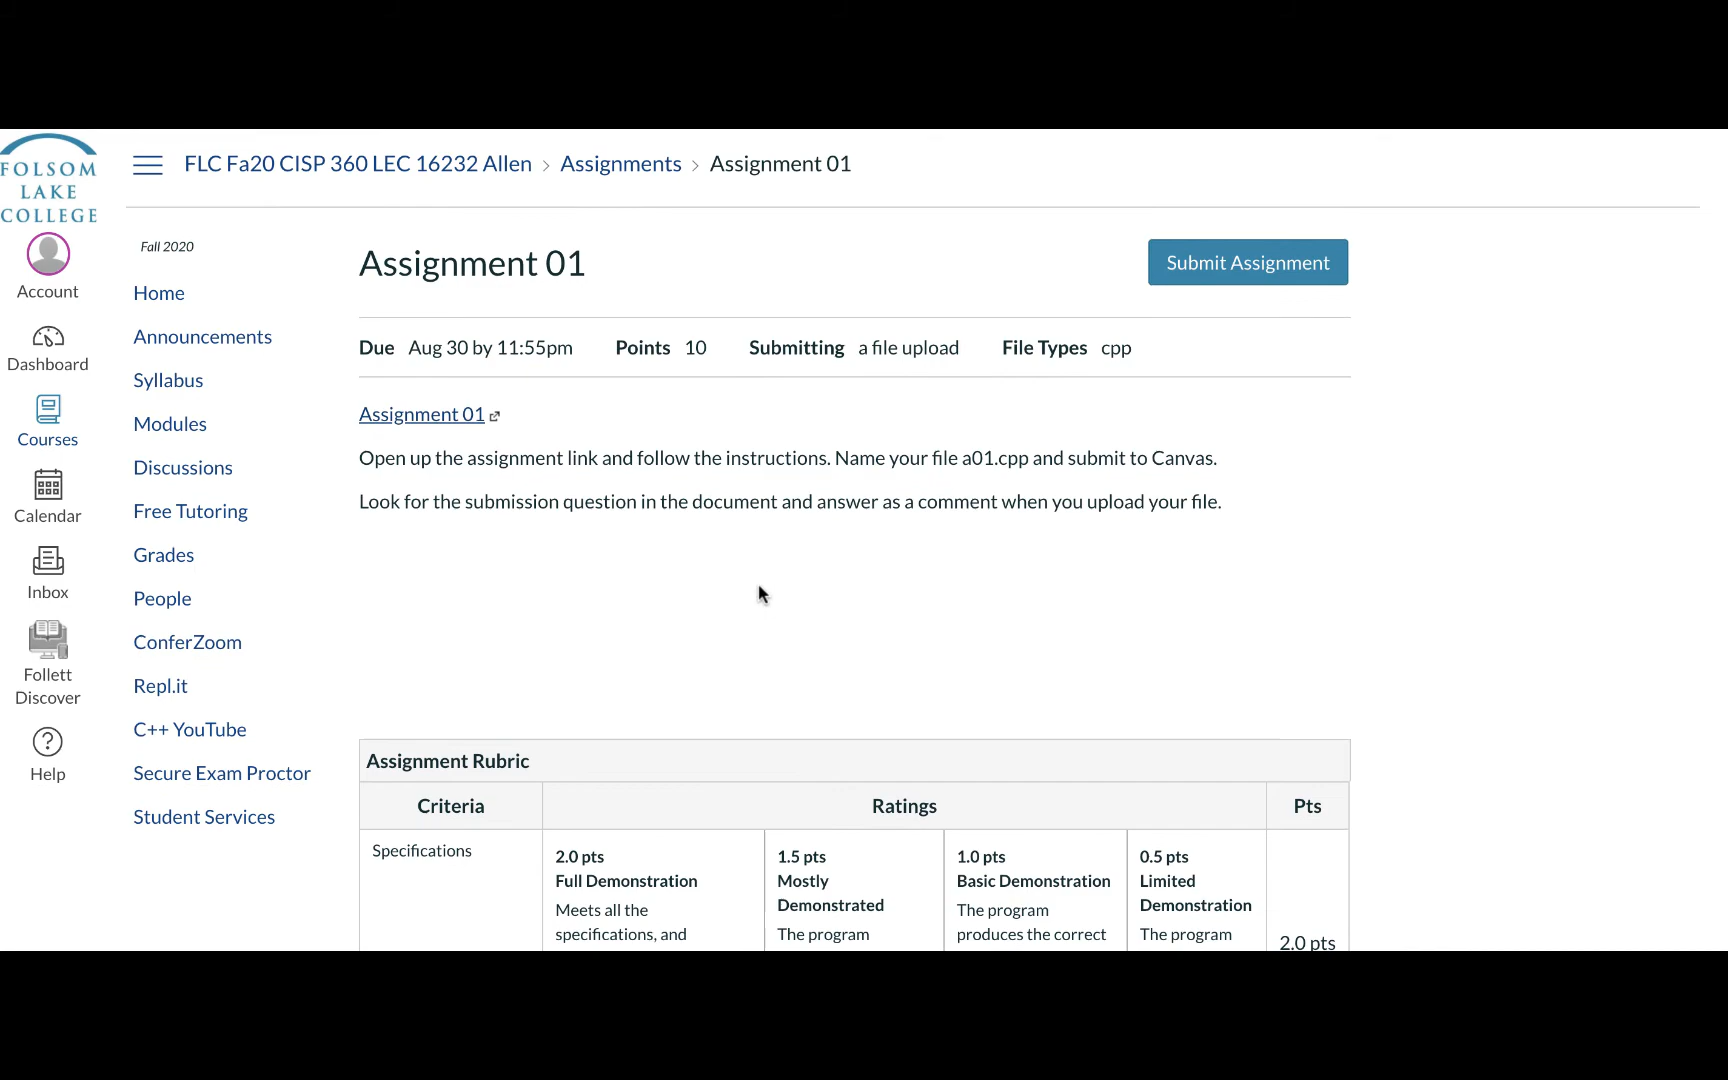 FOLSOM
LAKE
COLLEGE
Account
Dashboard
Courses
Calendar
Inbox
Follett
Discover
Help
FLC Fa20 CISP 360 LEC 16232 Allen > Assignments > Assignment 01
Fall 2020
Home
Announcements
Syllabus
Modules
Discussions
Free Tutoring
Grades
People
ConferZoom
Repl.it
C++ YouTube
Secure Exam Proctor
Student Services
Assignment 01
Submit Assignment
Due Aug 30 by 11:55pm Points 10 Submitting a file upload File Types cpp
Assignment 01
Open up the assignment link and follow the instructions. Name your file a01.cpp and submit to Canvas.
Look for the submission question in the document and answer as a comment when you upload your file.
Assignment Rubric
Criteria Ratings Pts
Specifications
2.0 pts
Full Demonstration
Meets all the
specifications, and
1.5 pts
Mostly
Demonstrated
The program
1.0 pts
Basic Demonstration
The program
produces the correct
0.5 pts
Limited
Demonstration
The program
2.0 pts